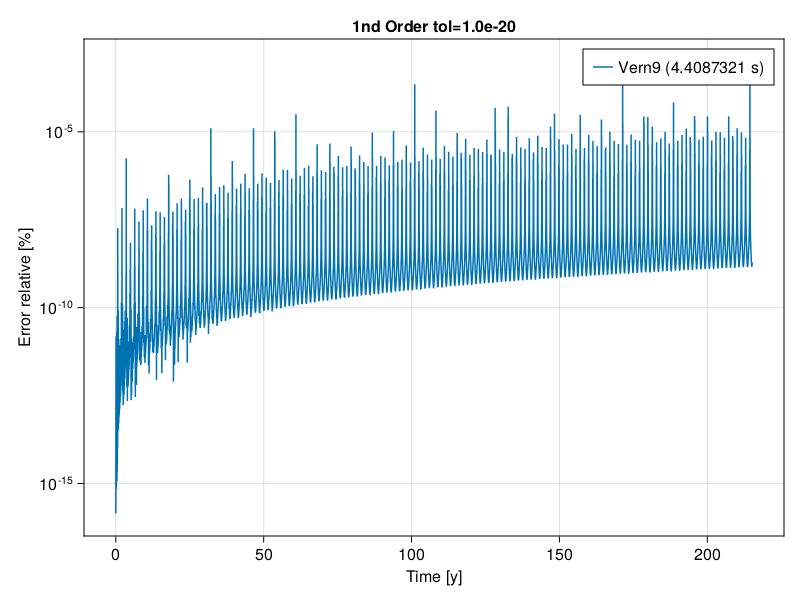 1nd Order tol=1.0e-20
Vern9 (4.4087321 s)
Error relative [%]
10^-5
10^-10
10^-15
0 50 100 150 200
Time [y]